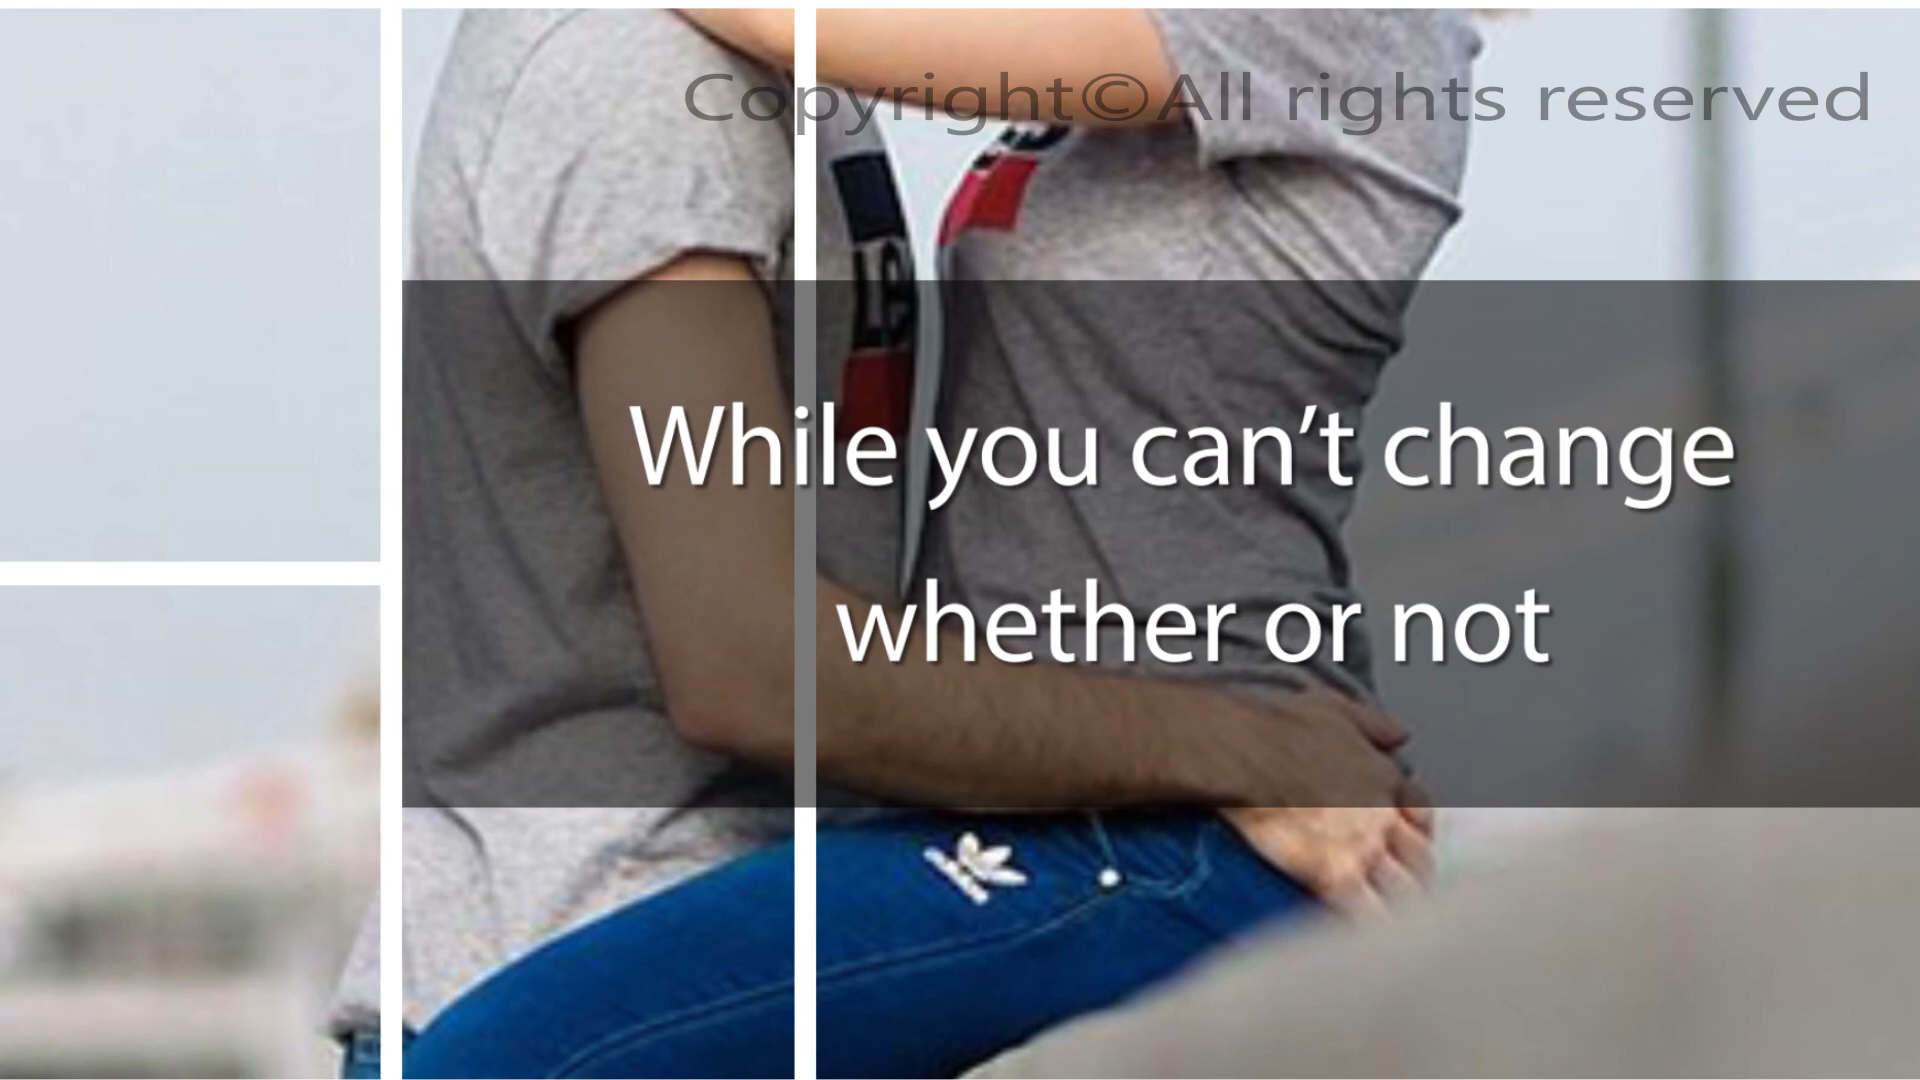 Copyright©All rights reserved
While you can’t change
whether or not